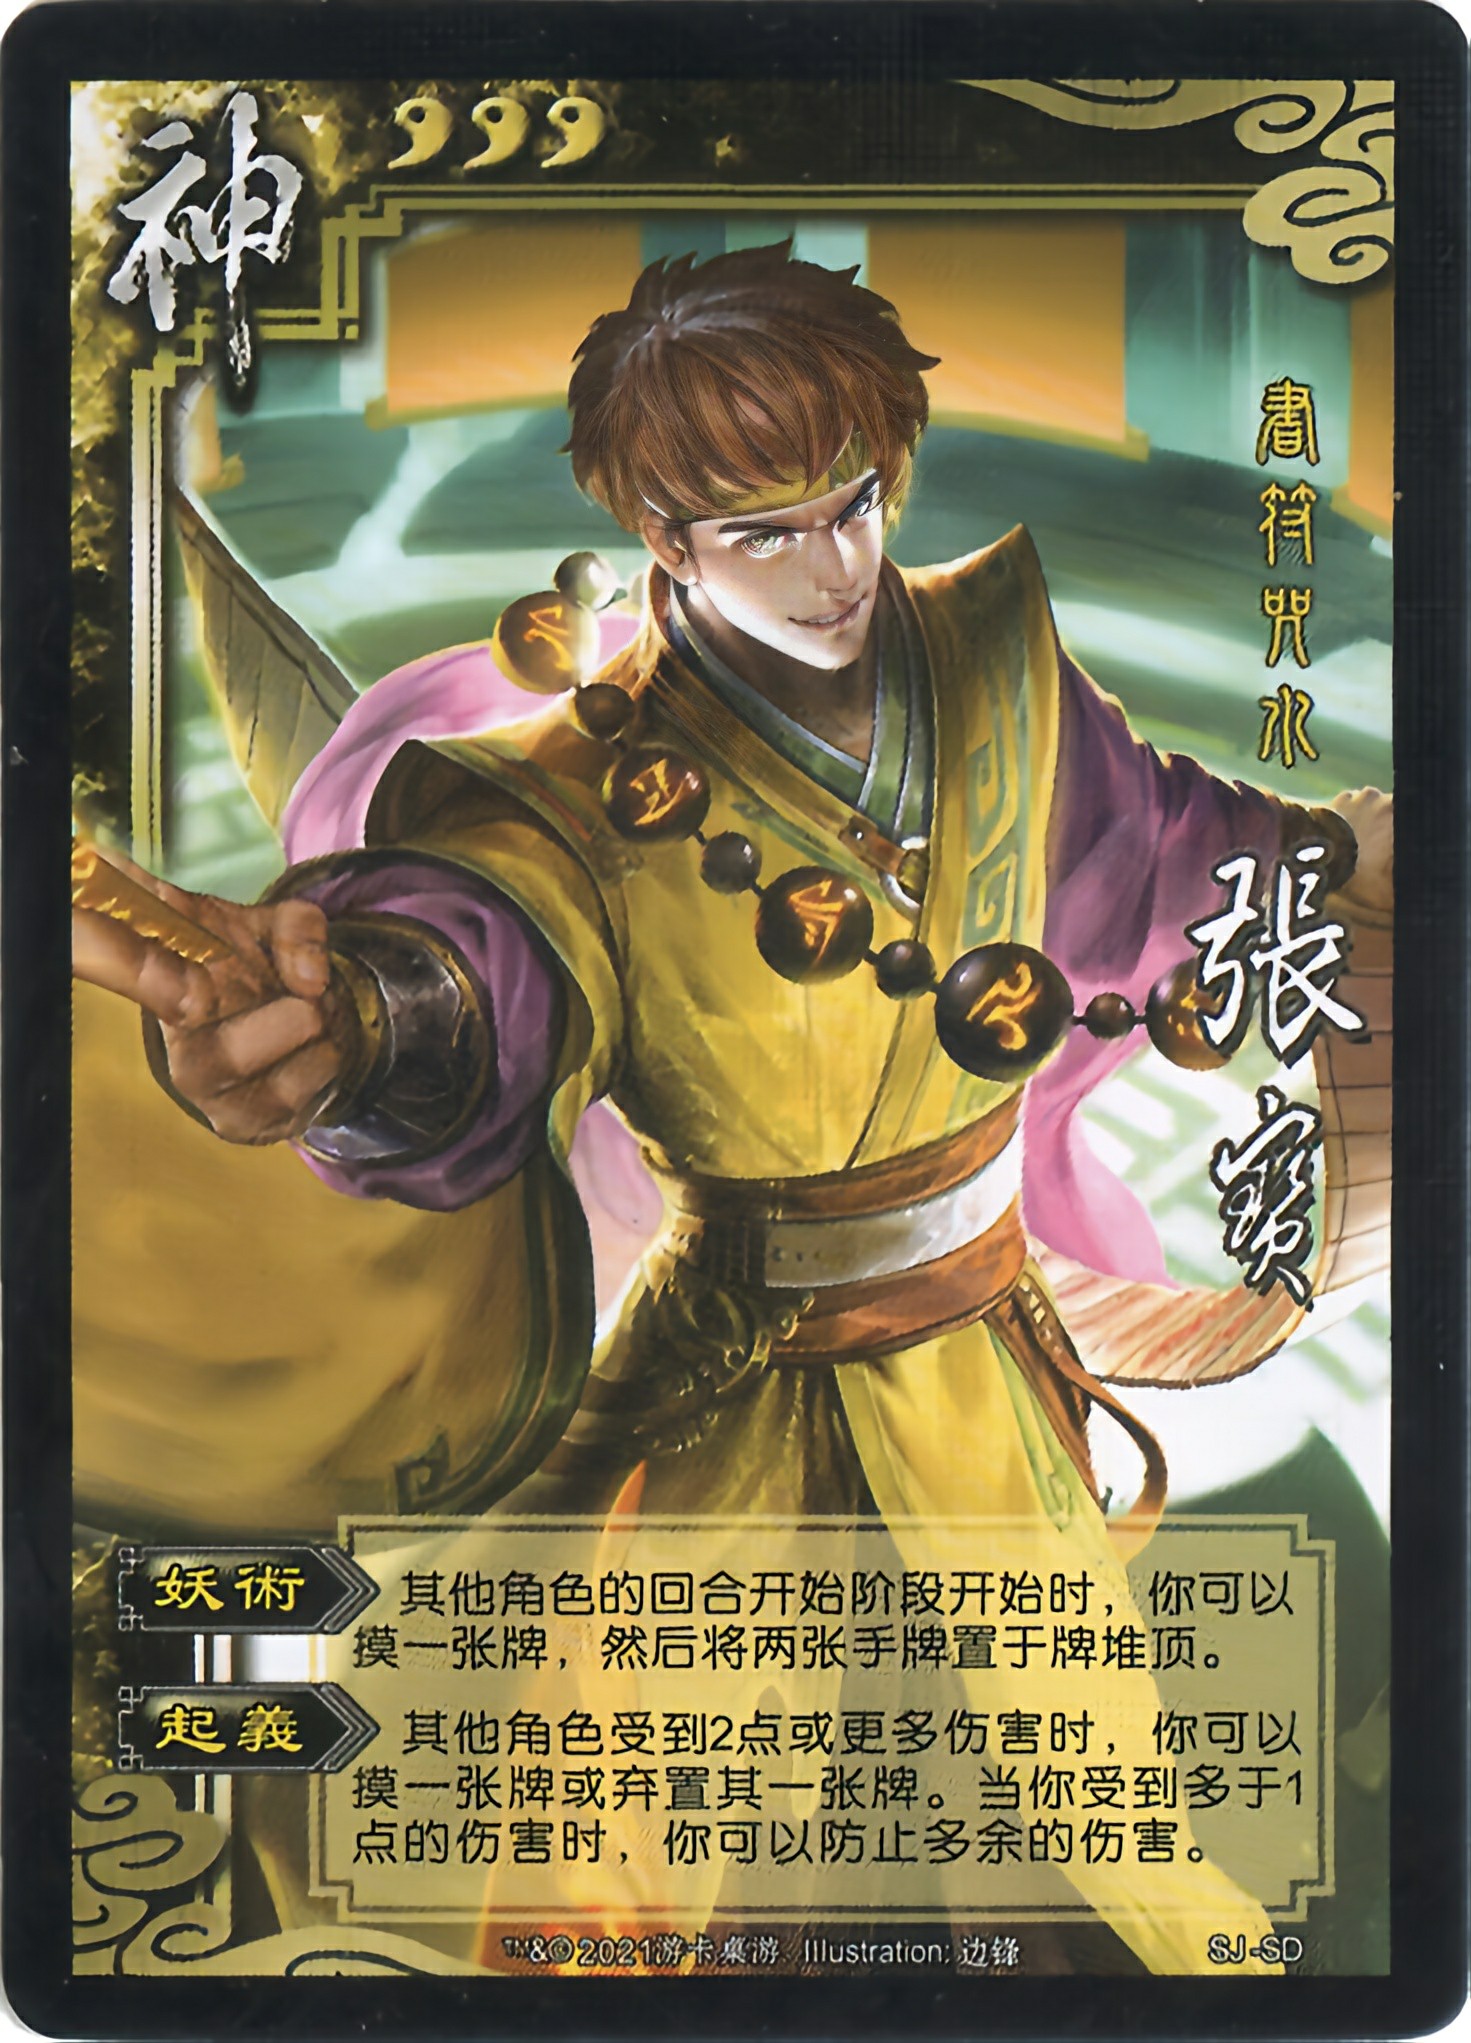 神
書符咒水
張寶
妖術
其他角色的回合开始阶段开始时，你可以
摸一张牌，然后将两张手牌置于牌堆顶。
起義
其他角色受到2点或更多伤害时，你可以
摸一张牌或弃置其一张牌。当你受到多于1
点的伤害时，你可以防止多余的伤害。
™&©2021游卡桌游. Illustration: 边锋
SJ-SD